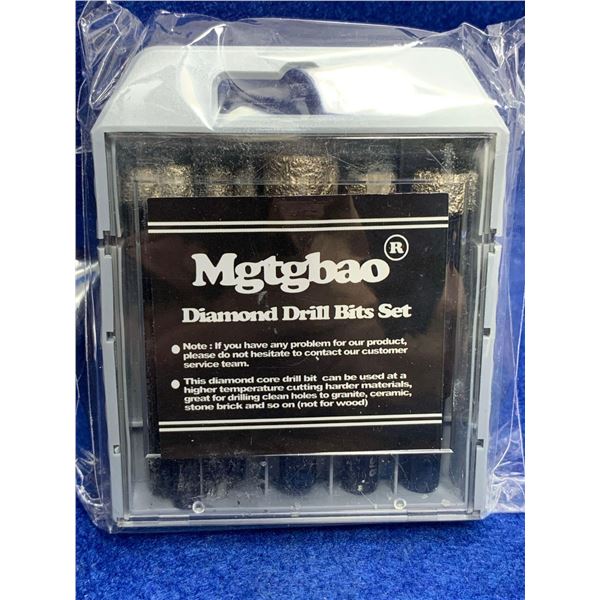 Mgtgbao®
Diamond Drill Bits Set
● Note : If you have any problem for our product,
please do not hesitate to contact our customer
service team.
● This diamond core drill bit can be used at a
higher temperature cutting harder materials,
great for drilling clean holes to granite, ceramic,
stone brick and so on (not for wood)